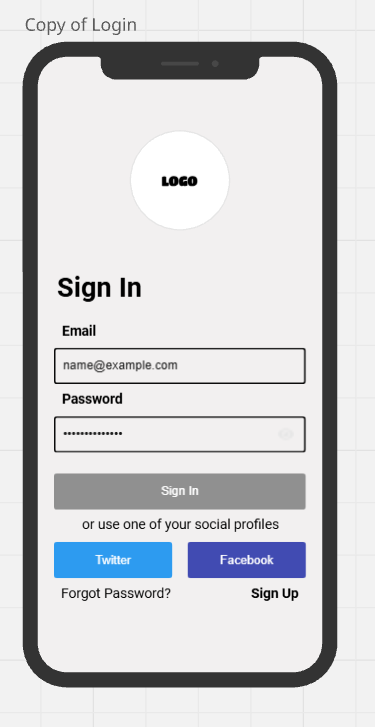 Copy of Login
LOGO
Sign In
Email
name@example.com
Password
••••••••••••••
Sign In
or use one of your social profiles
Twitter
Facebook
Forgot Password?
Sign Up